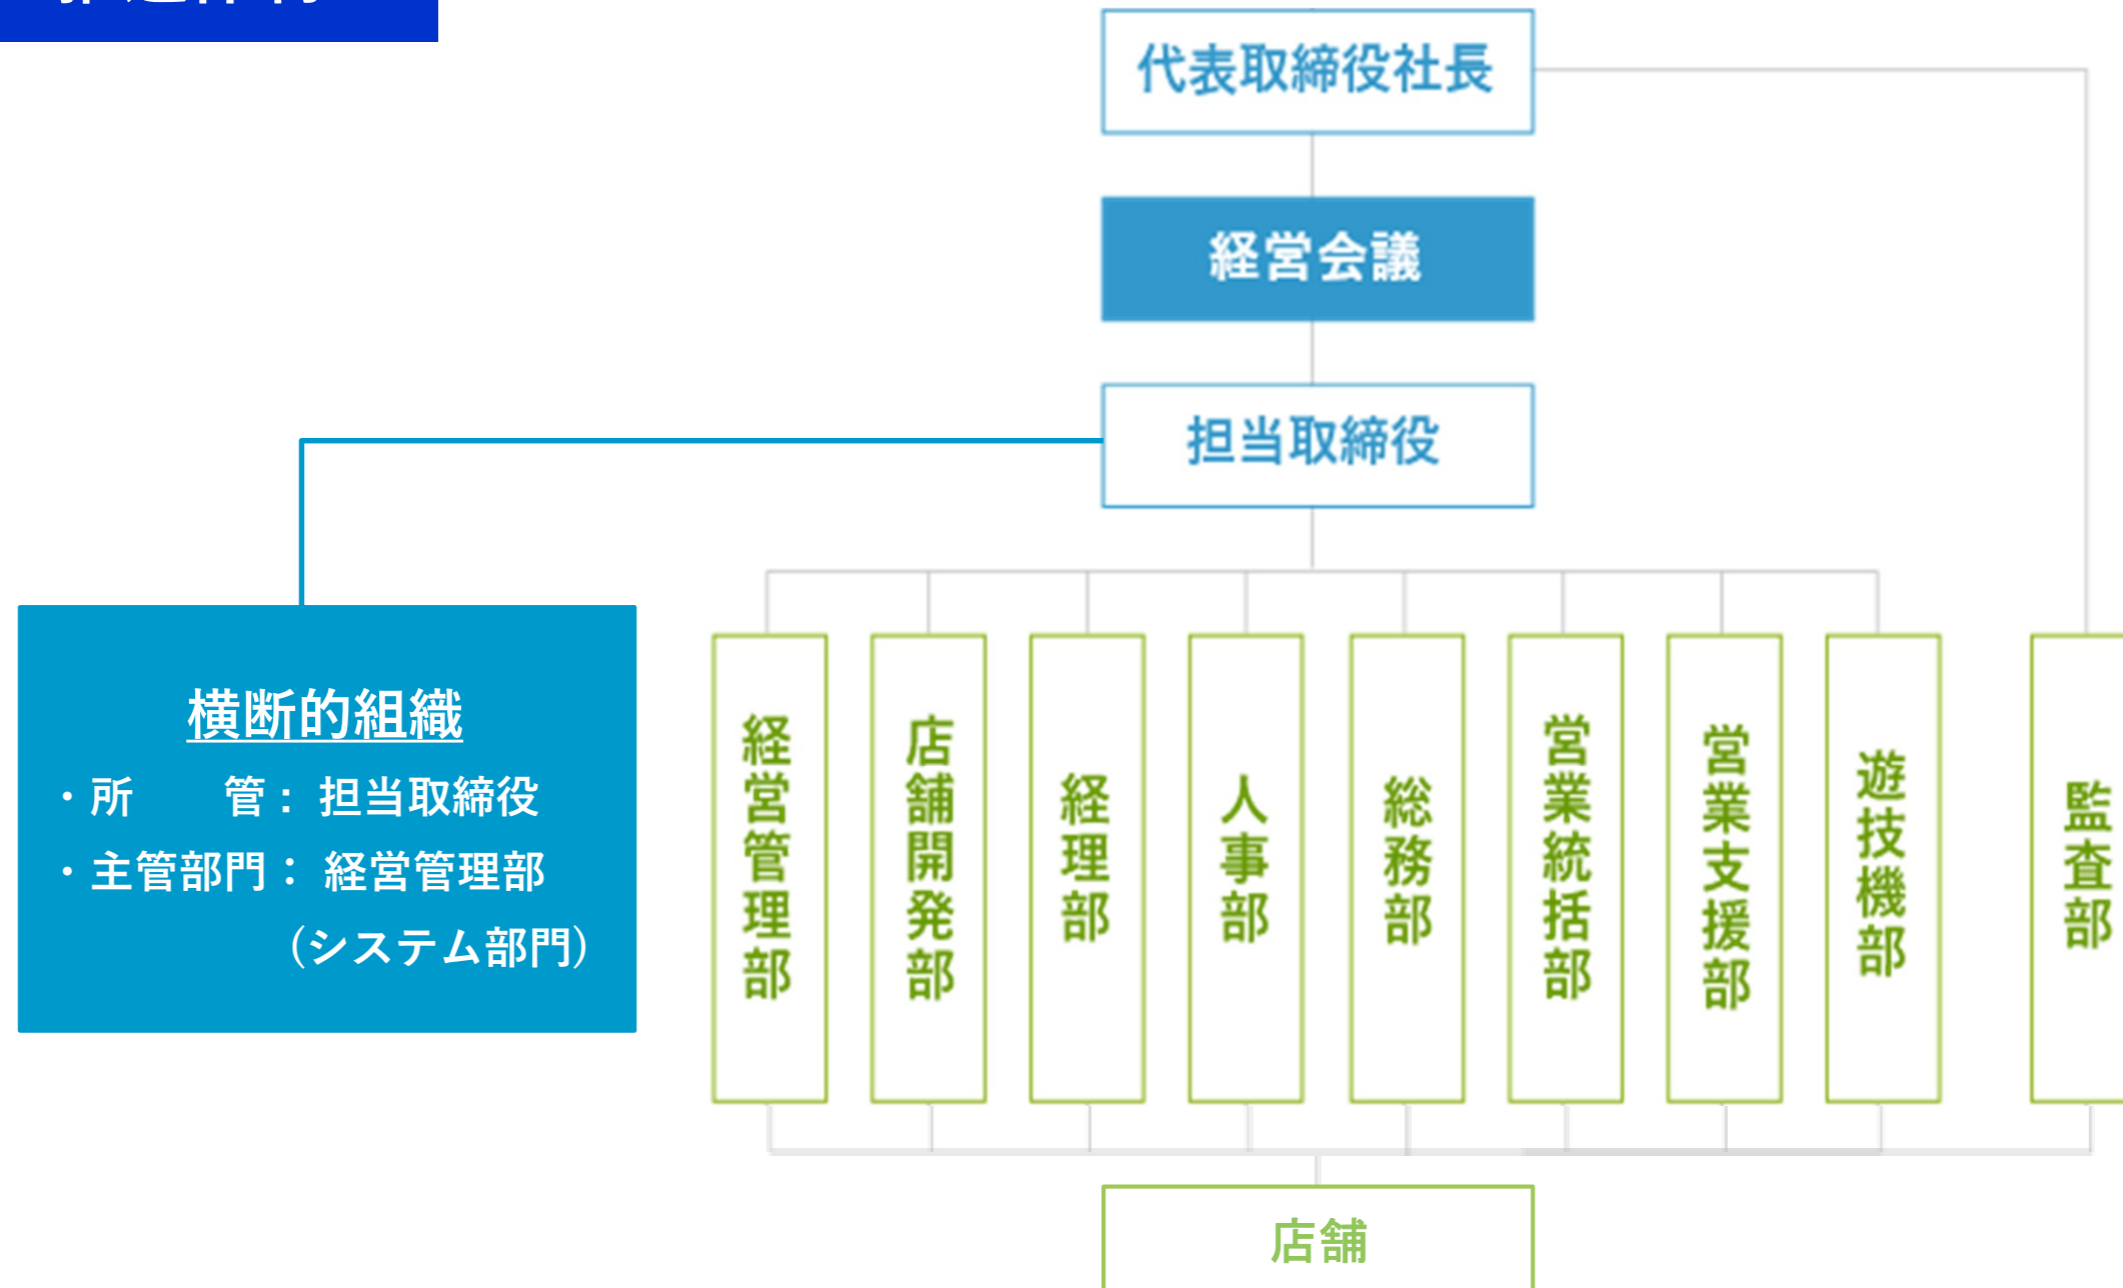 代表取締役社長
経営会議
担当取締役
横断的組織
・所　　管： 担当取締役
・主管部門： 経営管理部
（システム部門）
経営管理部
店舗開発部
経理部
人事部
総務部
営業統括部
営業支援部
遊技機部
監査部
店舗